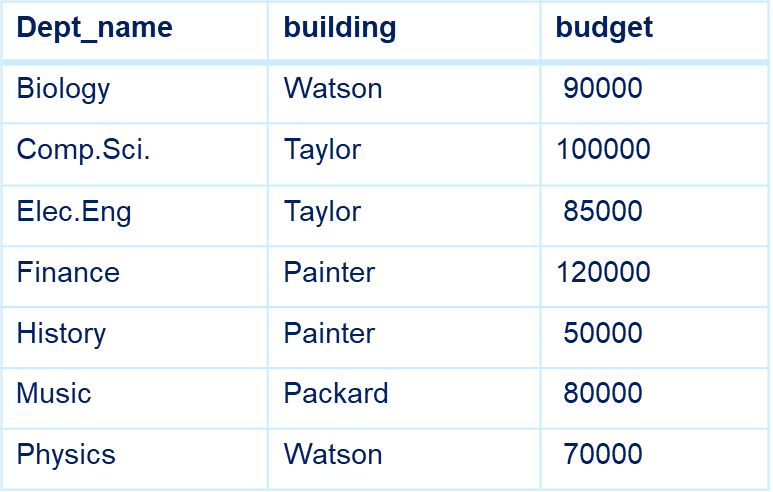 Dept_name building budget
Biology Watson 90000
Comp.Sci. Taylor 100000
Elec.Eng Taylor 85000
Finance Painter 120000
History Painter 50000
Music Packard 80000
Physics Watson 70000